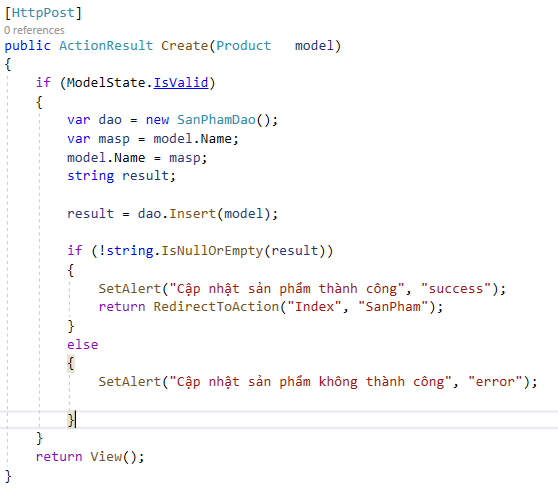 [HttpPost]
0 references
public ActionResult Create(Product   model)
{
if (ModelState.IsValid)
{
var dao = new SanPhamDao();
var masp = model.Name;
model.Name = masp;
string result;
result = dao.Insert(model);
if (!string.IsNullOrEmpty(result))
{
SetAlert("Cập nhật sản phẩm thành công", "success");
return RedirectToAction("Index", "SanPham");
}
else
{
SetAlert("Cập nhật sản phẩm không thành công", "error");
}
}
return View();
}